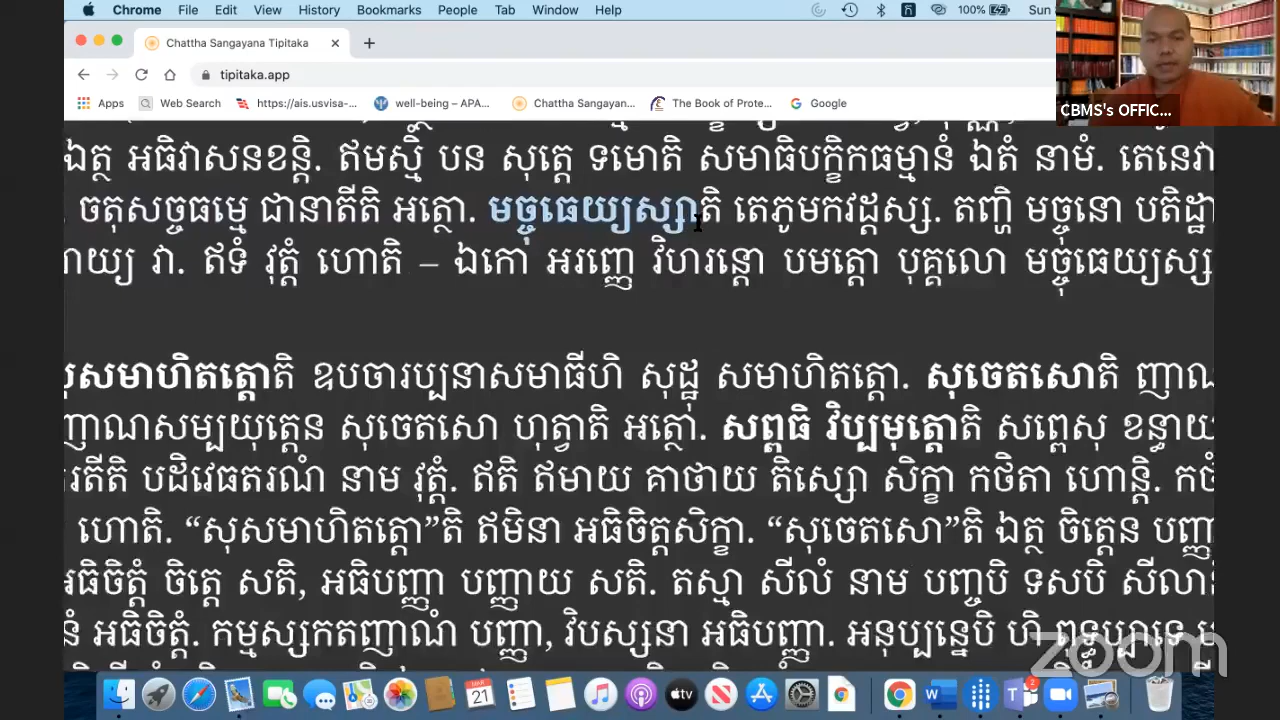 Chrome File Edit View History Bookmarks People Tab Window Help 100% Sun
Chattha Sangayana Tipitaka
tipitaka.app
Apps Web Search https://ais.usvisa-... well-being – APA... Chattha Sangayan... The Book of Prote... Google
CBMS's OFFIC...
ឯត្ថ អធិវាសនខន្តិ. ឥមស្មិំ បន សុត្តេ ទមោតិ សមាធិបក្ខិកធម្មានំ ឯតំ នាមំ. តេនេវា
ចតុសច្ចធម្មេ ជានាតីតិ អត្ថោ. មច្ចុធេយ្យស្សាតិ តេភូមកវដ្ដស្ស. តញ្ហិ មច្ចុនោ បតិដ្ឋា
វា. ឥទំ វុត្តំ ហោតិ – ឯកោ អរញ្ញេ វិហរន្តោ បមត្តោ បុគ្គលោ មច្ចុធេយ្យស្ស
សុសមាហិតត្តោតិ ឧបចារប្បនាសមាធីហិ សុដ្ឋុ សមាហិតត្តោ. សុចេតសោតិ ញាណ
ញាណសម្បយុត្តេន សុចេតសោ ហុត្វាតិ អត្ថោ. សព្ពធិ វិប្បមុត្តោតិ សព្ពេសុ ខន្ធាយ
រតីតិ បដិវេធតរណំ នាម វុត្តំ. ឥតិ ឥមាយ គាថាយ តិស្សោ សិក្ខា កថិតា ហោន្តិ. កថំ
ហោតិ. “សុសមាហិតត្តោ”តិ ឥមិនា អធិចិត្តសិក្ខា. “សុចេតសោ”តិ ឯត្ថ ចិត្តេន បញ្ញា
អធិចិត្តំ ចិត្តេ សតិ, អធិបញ្ញា បញ្ញាយ សតិ. តស្មា សីលំ នាម បញ្ចបិ ទសបិ សីលានិ
នំ អធិចិត្តំ. កម្មស្សកតញាណំ បញ្ញា, វិបស្សនា អធិបញ្ញា. អនុប្បន្នេបិ ហិ ពុទ្ធុប្បាទេ
zoom
MAR 21 2